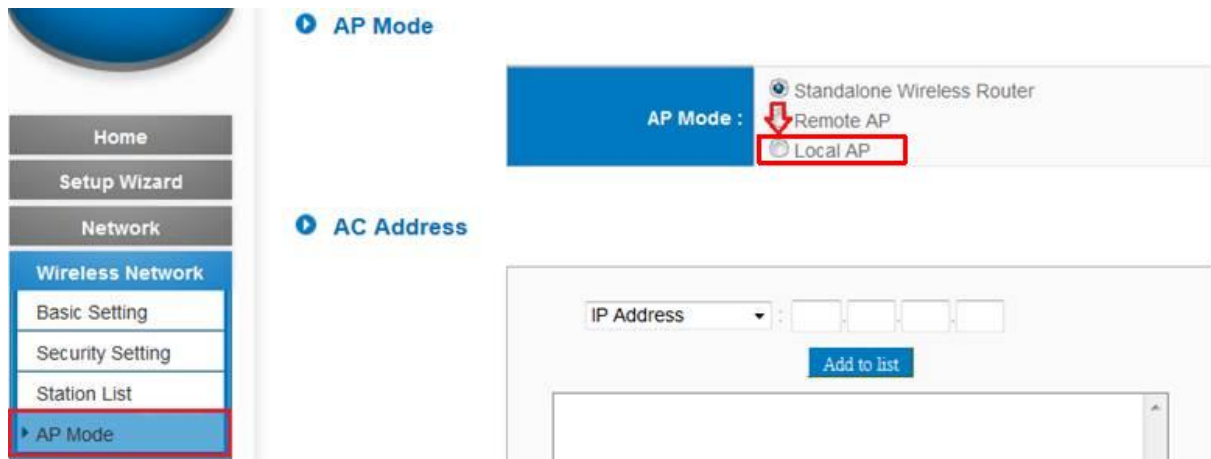 AP Mode
AP Mode :
Standalone Wireless Router
Remote AP
Local AP
Home
Setup Wizard
Network
Wireless Network
Basic Setting
Security Setting
Station List
AP Mode
AC Address
IP Address : . . .
Add to list